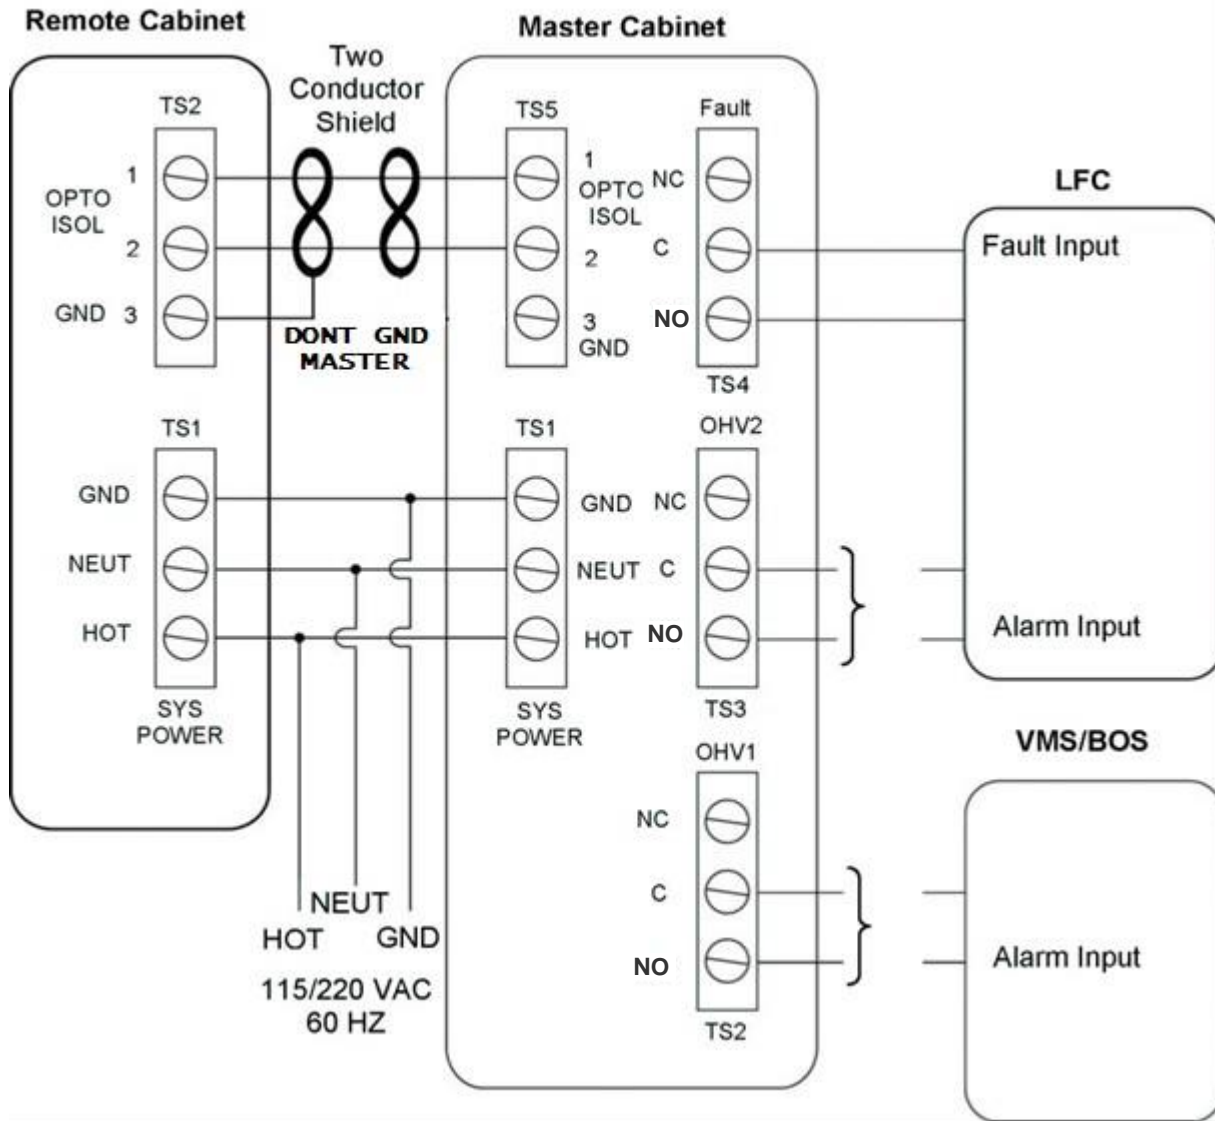 Remote Cabinet
Master Cabinet
Two
Conductor
Shield
TS2
1
OPTO
ISOL
2
GND 3
DONT GND
MASTER
TS5
1
OPTO
ISOL
2
3
GND
Fault
NC
C
NO
TS4
LFC
Fault Input
Alarm Input
TS1
GND
NEUT
HOT
SYS
POWER
TS1
GND
NEUT
HOT
SYS
POWER
OHV2
NC
C
NO
TS3
OHV1
NC
C
NO
TS2
VMS/BOS
Alarm Input
NEUT
HOT GND
115/220 VAC
60 HZ